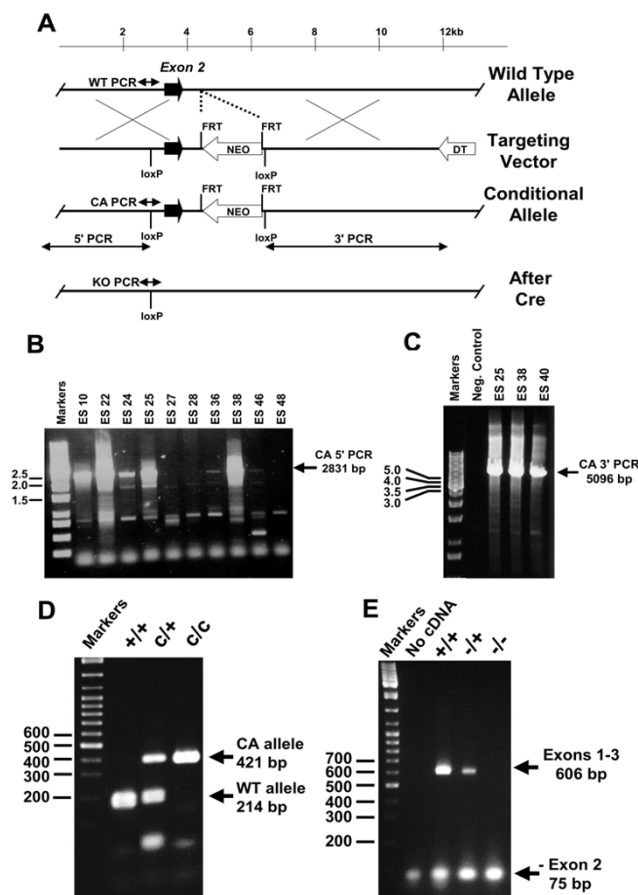 A
2 4 6 8 10 12kb
Exon 2
WT PCR
Wild Type
Allele
FRT FRT
NEO
DT
Targeting
Vector
loxP loxP
FRT FRT
CA PCR
NEO
Conditional
Allele
loxP loxP
5' PCR 3' PCR
KO PCR
loxP
After
Cre
B
Markers
ES 10
ES 22
ES 24
ES 25
ES 27
ES 28
ES 36
ES 38
ES 46
ES 48
2.5
2.0
1.5
CA 5' PCR
2831 bp
C
Markers
Neg. Control
ES 25
ES 38
ES 40
5.0
4.0
3.5
3.0
CA 3' PCR
5096 bp
D
Markers
+/+
c/+
c/c
600
500
400
300
200
CA allele
421 bp
WT allele
214 bp
E
Markers
No cDNA
+/+
-/+
-/-
700
600
500
400
300
200
Exons 1-3
606 bp
- Exon 2
75 bp